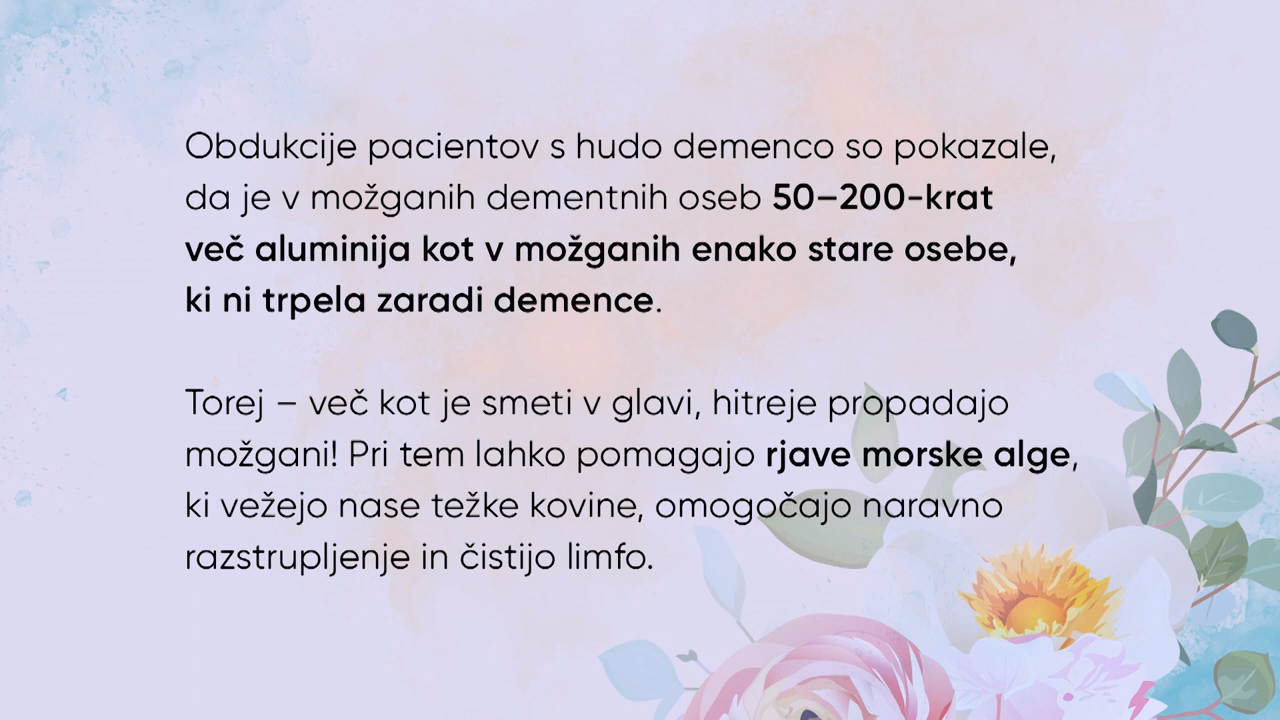 Obdukcije pacientov s hudo demenco so pokazale,
da je v možganih dementnih oseb 50–200-krat
več aluminija kot v možganih enako stare osebe,
ki ni trpela zaradi demence.
Torej – več kot je smeti v glavi, hitreje propadajo
možgani! Pri tem lahko pomagajo rjave morske alge,
ki vežejo nase težke kovine, omogočajo naravno
razstrupljenje in čistijo limfo.